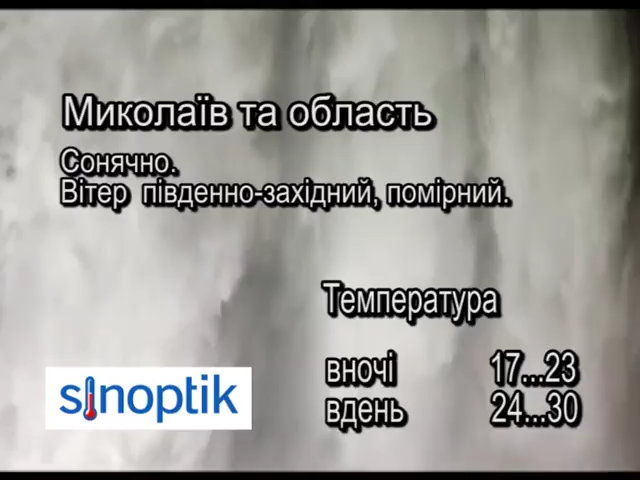 Миколаїв та область
Сонячно.
Вітер південно-західний, помірний.
Температура
вночі 17...23
вдень 24...30
sinoptik